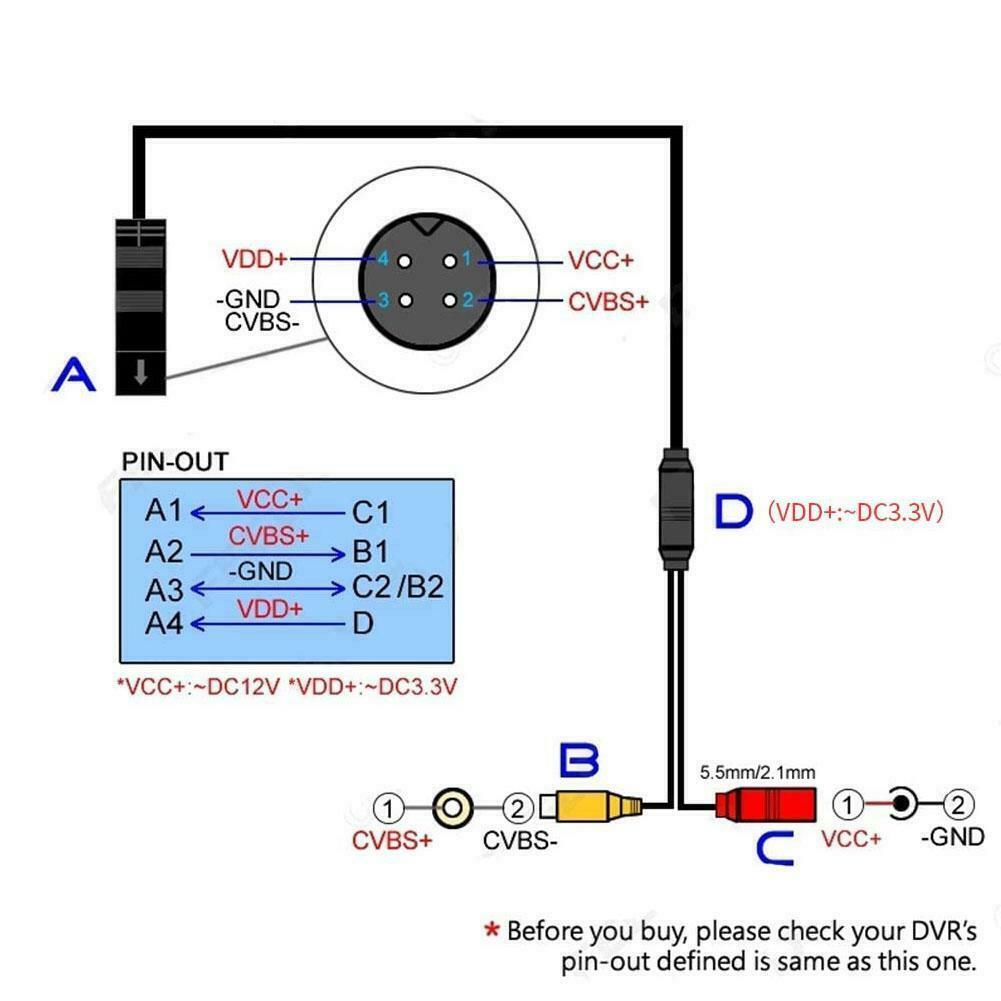 VDD+ 4 1 VCC+
-GND 3 2 CVBS+
CVBS-
A
PIN-OUT
A1 VCC+ C1
A2 CVBS+ B1
A3 -GND C2/B2
A4 VDD+ D
*VCC+:~DC12V *VDD+:~DC3.3V
D (VDD+:~DC3.3V)
B
5.5mm/2.1mm
1 2 1 2
CVBS+ CVBS- VCC+ -GND
C
* Before you buy, please check your DVR's
pin-out defined is same as this one.